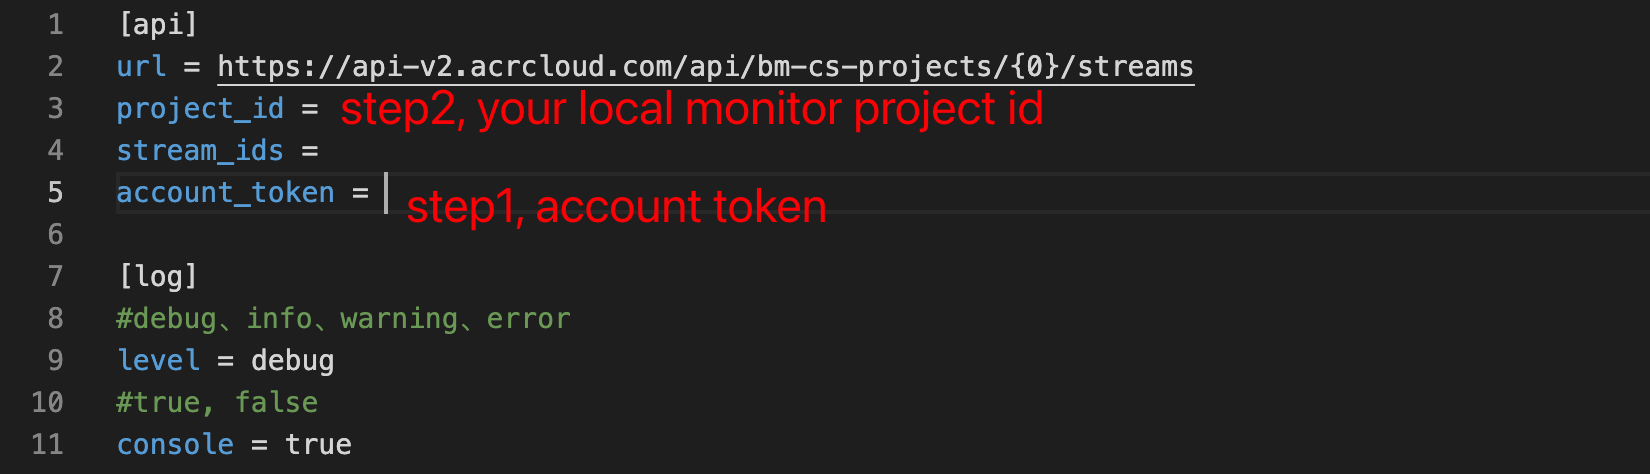 1 [api]
2 url = https://api-v2.acrcloud.com/api/bm-cs-projects/{0}/streams
3 project_id = step2, your local monitor project id
4 stream_ids =
5 account_token = step1, account token
6
7 [log]
8 #debug、info、warning、error
9 level = debug
10 #true, false
11 console = true